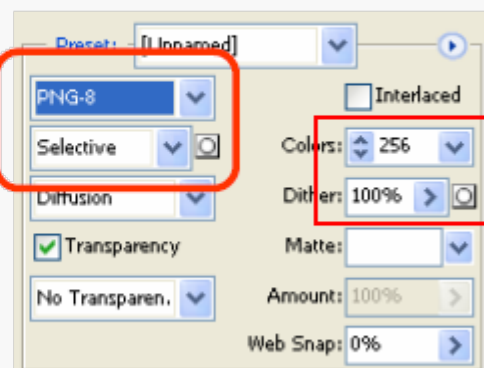 Preset: [Unnamed]
PNG-8 Interlaced
Selective Colors: 256
Diffusion Dither: 100%
Transparency Matte:
No Transparen. Amount: 100%
Web Snap: 0%